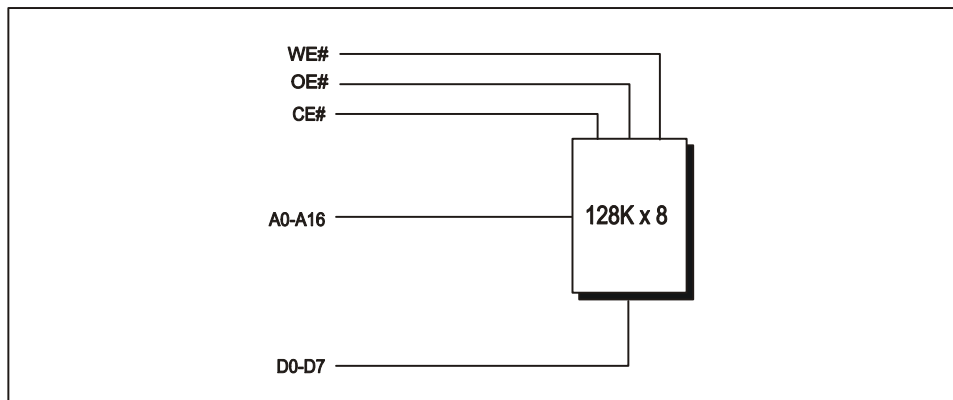 WE#
OE#
CE#
A0-A16
128K x 8
D0-D7